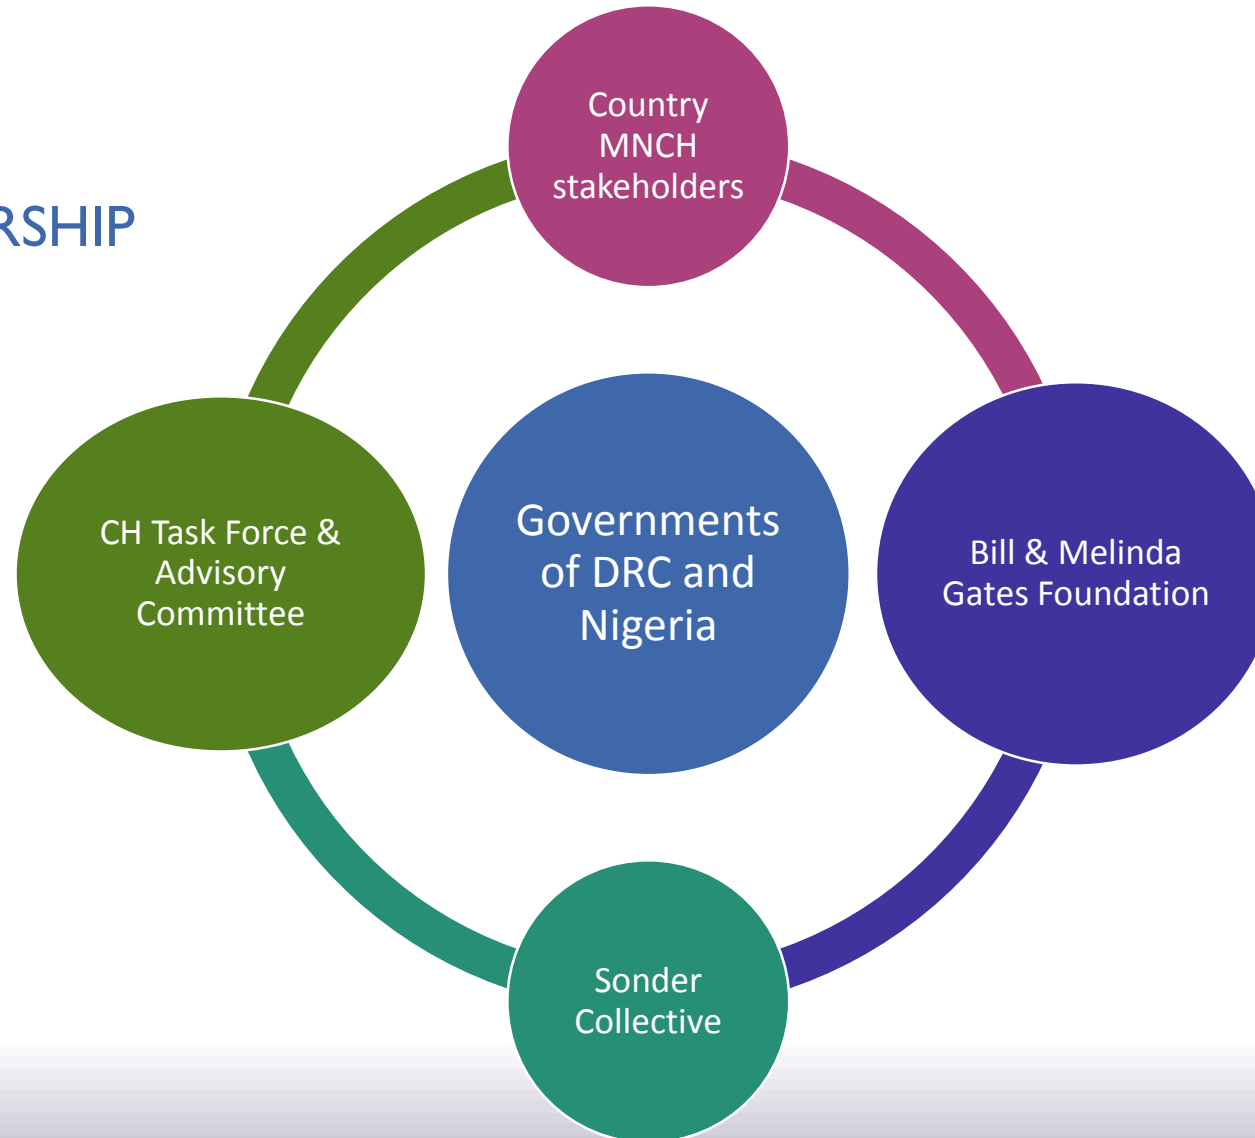 RSHIP
Country
MNCH
stakeholders
CH Task Force &
Advisory
Committee
Governments
of DRC and
Nigeria
Bill & Melinda
Gates Foundation
Sonder
Collective